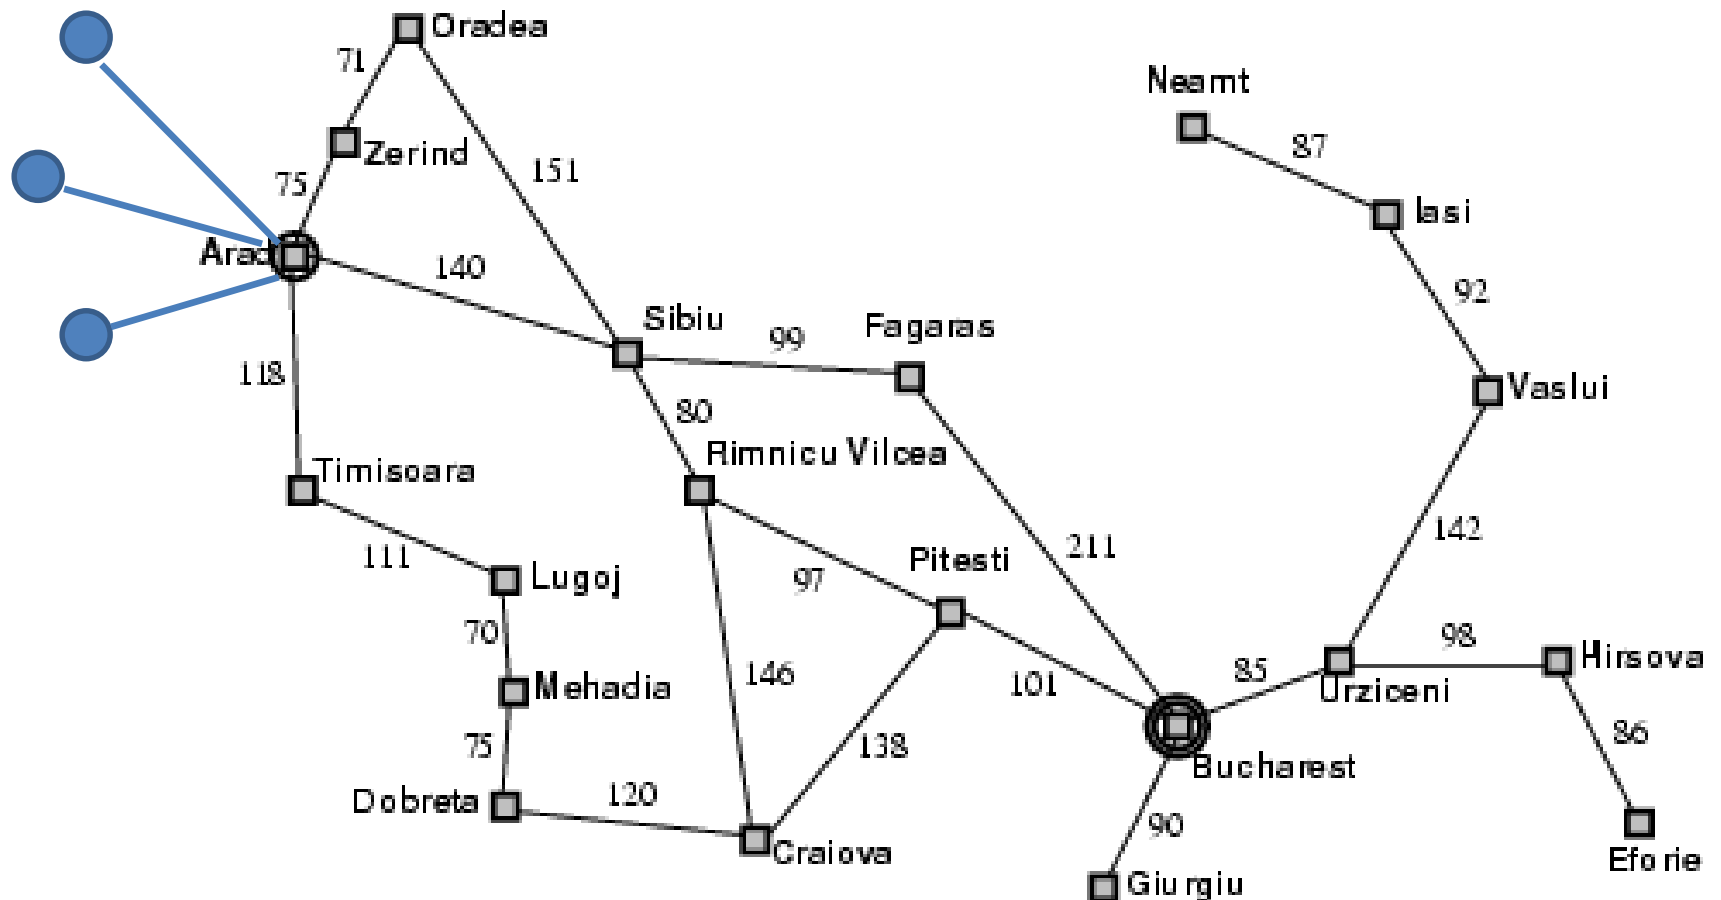 Oradea
71
Neamt
87
Zerind
151
75
Iasi
Arad
140
92
Sibiu
Fagaras
99
118
Vaslui
80
Rimnicu Vilcea
Timisoara
142
211
Pitesti
111
97
Lugoj
70
98
Hirsova
146
85
Urziceni
Mehadia
101
86
75
138
Bucharest
Dobreta
120
90
Craiova
Eforie
Giurgiu